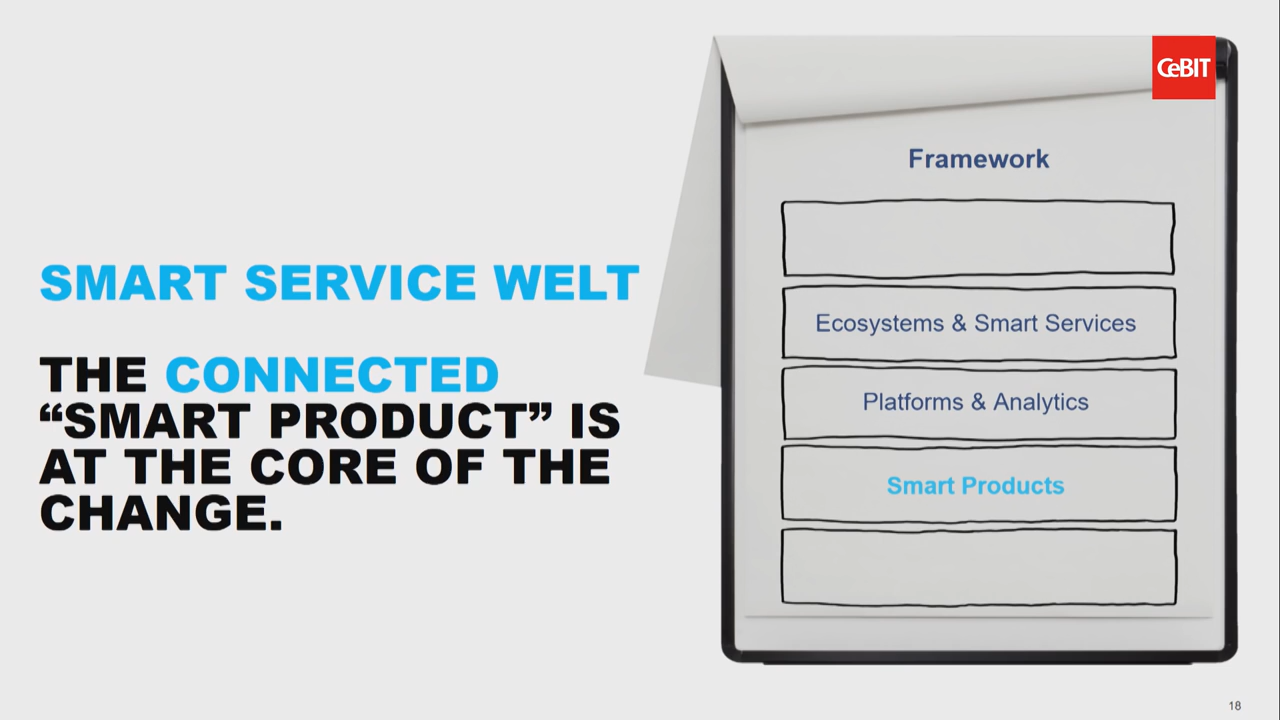 SMART SERVICE WELT
THE CONNECTED
“SMART PRODUCT” IS
AT THE CORE OF THE
CHANGE.
CeBIT
Framework
Ecosystems & Smart Services
Platforms & Analytics
Smart Products
18